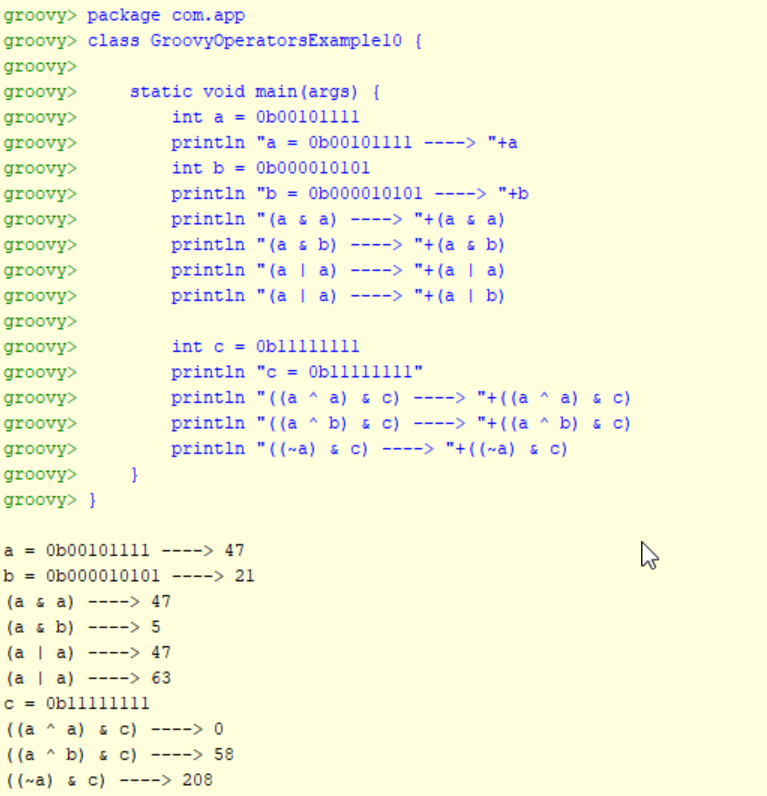 groovy> package com.app
groovy> class GroovyOperatorsExample10 {
groovy>
groovy>     static void main(args) {
groovy>         int a = 0b00101111
groovy>         println "a = 0b00101111 ----> "+a
groovy>         int b = 0b000010101
groovy>         println "b = 0b000010101 ----> "+b
groovy>         println "(a & a) ----> "+(a & a)
groovy>         println "(a & b) ----> "+(a & b)
groovy>         println "(a | a) ----> "+(a | a)
groovy>         println "(a | a) ----> "+(a | b)
groovy>
groovy>         int c = 0b11111111
groovy>         println "c = 0b11111111"
groovy>         println "((a ^ a) & c) ----> "+((a ^ a) & c)
groovy>         println "((a ^ b) & c) ----> "+((a ^ b) & c)
groovy>         println "((~a) & c) ----> "+((~a) & c)
groovy>     }
groovy> }

a = 0b00101111 ----> 47
b = 0b000010101 ----> 21
(a & a) ----> 47
(a & b) ----> 5
(a | a) ----> 47
(a | a) ----> 63
c = 0b11111111
((a ^ a) & c) ----> 0
((a ^ b) & c) ----> 58
((~a) & c) ----> 208